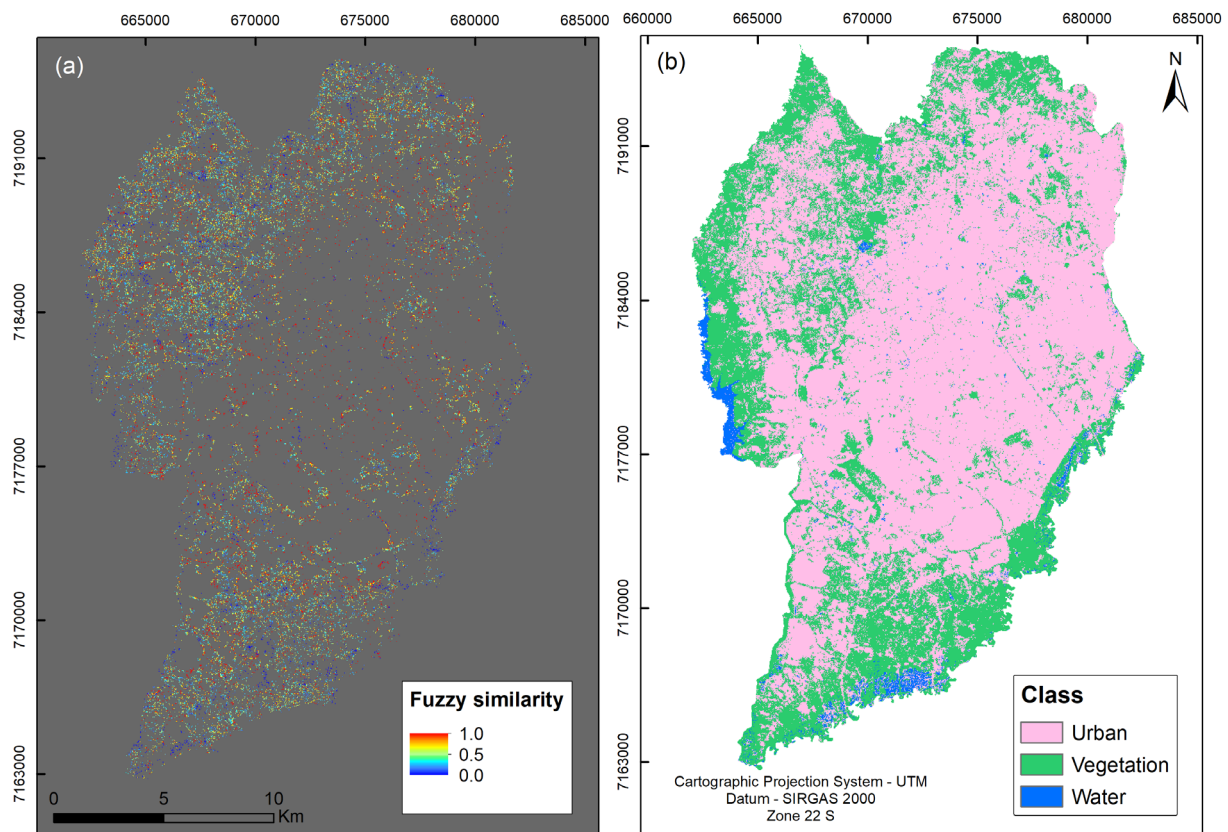 665000 670000 675000 680000 685000
(a)
7191000
7184000
7177000
7170000
7163000
Fuzzy similarity
1.0
0.5
0.0
0 5 10
Km
660000 665000 670000 675000 680000 685000
(b)
N
7191000
7184000
7177000
7170000
7163000
Class
Urban
Vegetation
Water
Cartographic Projection System - UTM
Datum - SIRGAS 2000
Zone 22 S